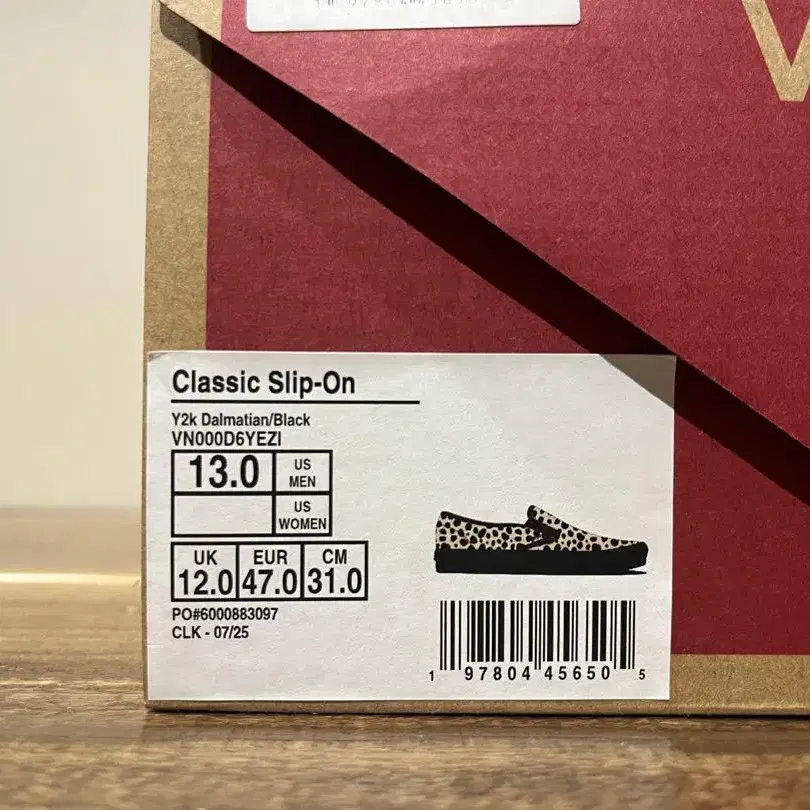 V
Classic Slip-On
Y2k Dalmatian/Black
VN000D6YEZI
13.0 US MEN
US WOMEN
UK EUR CM
12.0 47.0 31.0
PO#6000883097
CLK - 07/25
1 97804 45650 5